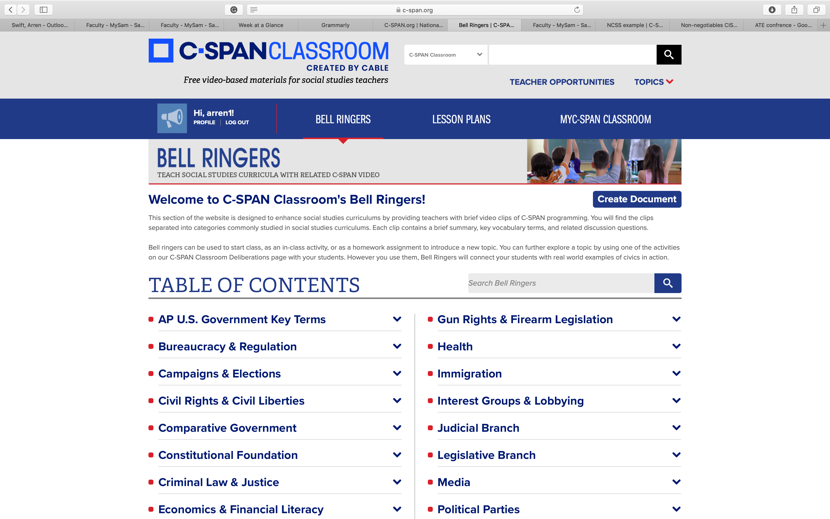 c-span.org
Swift, Arren - Outloo...
Faculty - MySam - Sa...
Faculty - MySam - Sa...
Week at a Glance
Grammarly
C-SPAN.org | Nationa...
Bell Ringers | C-SPA...
Faculty - MySam - Sa...
NCSS example | C-S...
Non-negotiables CIS...
ATE confrence - Goo...
C-SPAN CLASSROOM
CREATED BY CABLE
Free video-based materials for social studies teachers
C-SPAN Classroom
TEACHER OPPORTUNITIES
TOPICS
Hi, arren1!
PROFILE | LOG OUT
BELL RINGERS
LESSON PLANS
MYC-SPAN CLASSROOM
BELL RINGERS
TEACH SOCIAL STUDIES CURRICULA WITH RELATED C-SPAN VIDEO
Welcome to C-SPAN Classroom's Bell Ringers!
Create Document
This section of the website is designed to enhance social studies curriculums by providing teachers with brief video clips of C-SPAN programming. You will find the clips
separated into categories commonly studied in social studies curriculums. Each clip contains a brief summary, key vocabulary terms, and related discussion questions.
Bell ringers can be used to start class, as an in-class activity, or as a homework assignment to introduce a new topic. You can further explore a topic by using one of the activities
on our C-SPAN Classroom Deliberations page with your students. However you use them, Bell Ringers will connect your students with real world examples of civics in action.
TABLE OF CONTENTS
Search Bell Ringers
AP U.S. Government Key Terms
Bureaucracy & Regulation
Campaigns & Elections
Civil Rights & Civil Liberties
Comparative Government
Constitutional Foundation
Criminal Law & Justice
Economics & Financial Literacy
Gun Rights & Firearm Legislation
Health
Immigration
Interest Groups & Lobbying
Judicial Branch
Legislative Branch
Media
Political Parties